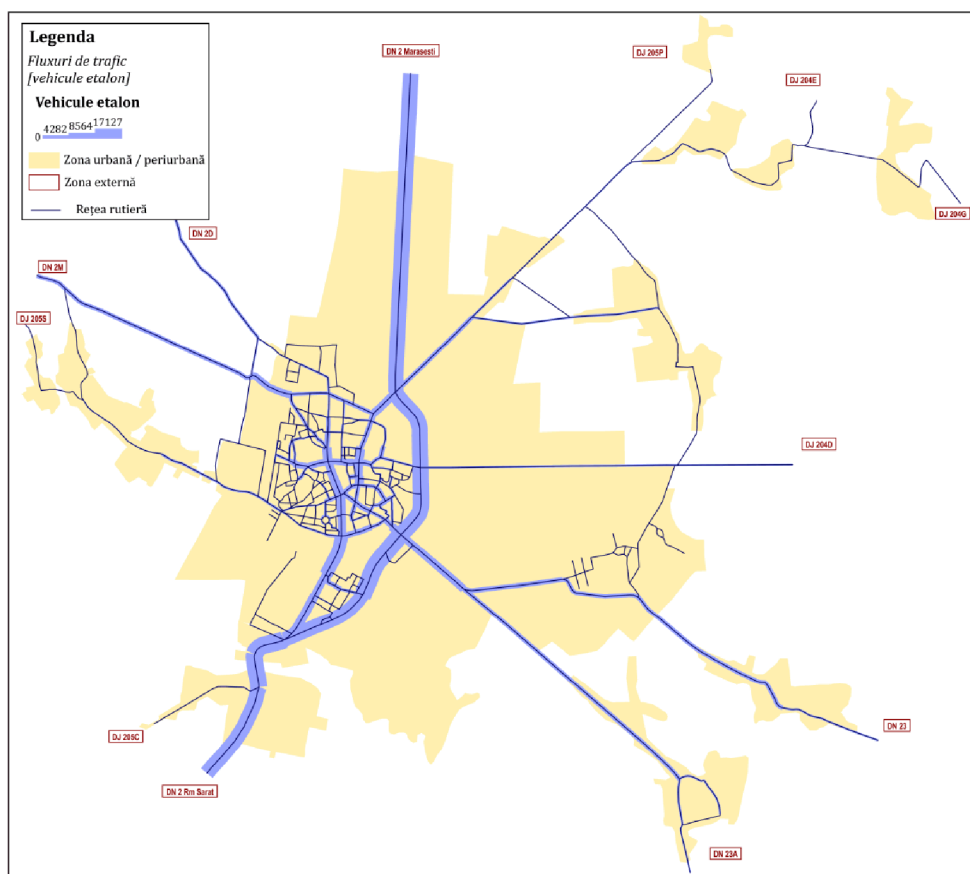 Legenda
Fluxuri de trafic
[vehicule etalon]
Vehicule etalon
0 4282 8564 17127
Zona urbană / periurbană
Zona externă
Rețea rutieră
DN 2 Marasesti
DJ 205P
DJ 204E
DJ 204G
DN 2D
DN 2M
DJ 205S
DJ 204D
DN 23
DJ 205C
DN 2 Rm Sarat
DN 23A